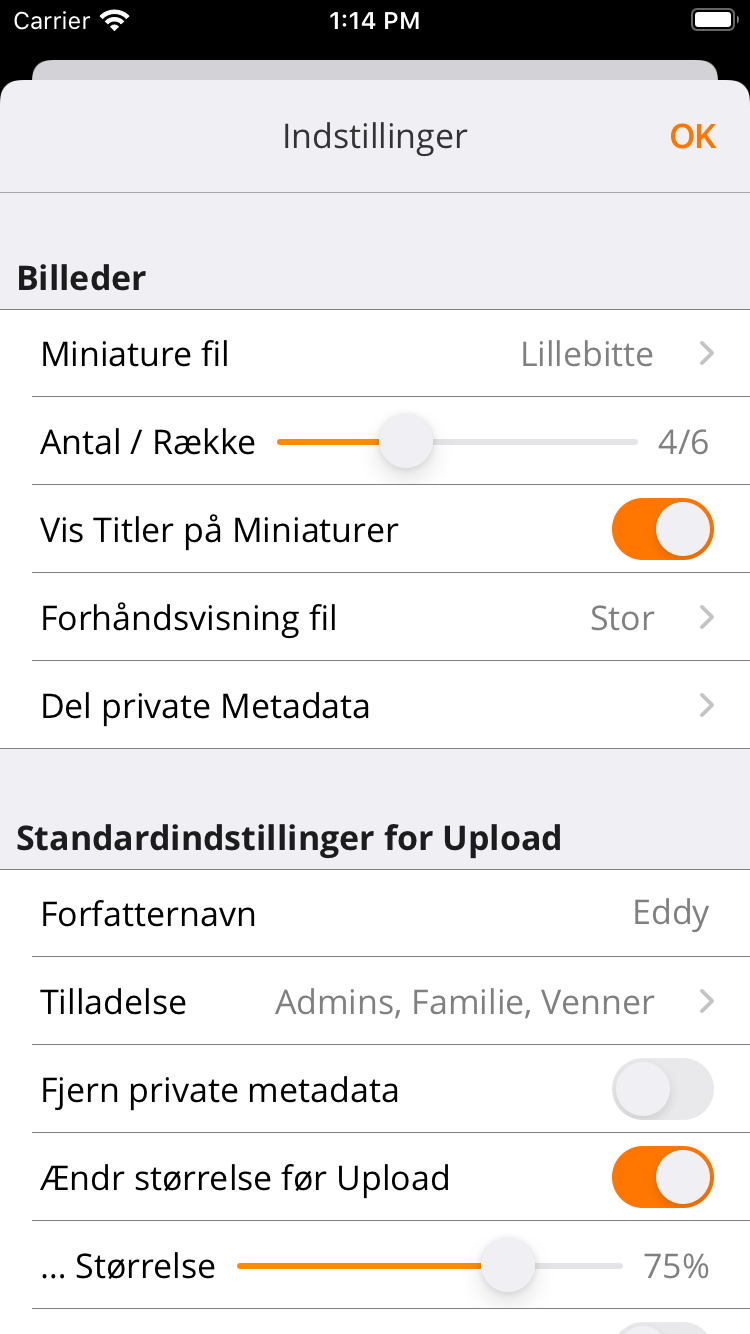 Carrier 1:14 PM
Indstillinger OK
Billeder
Miniature fil Lillebitte
Antal / Række 4/6
Vis Titler på Miniaturer
Forhåndsvisning fil Stor
Del private Metadata
Standardindstillinger for Upload
Forfatternavn Eddy
Tilladelse Admins, Familie, Venner
Fjern private metadata
Ændr størrelse før Upload
... Størrelse 75%